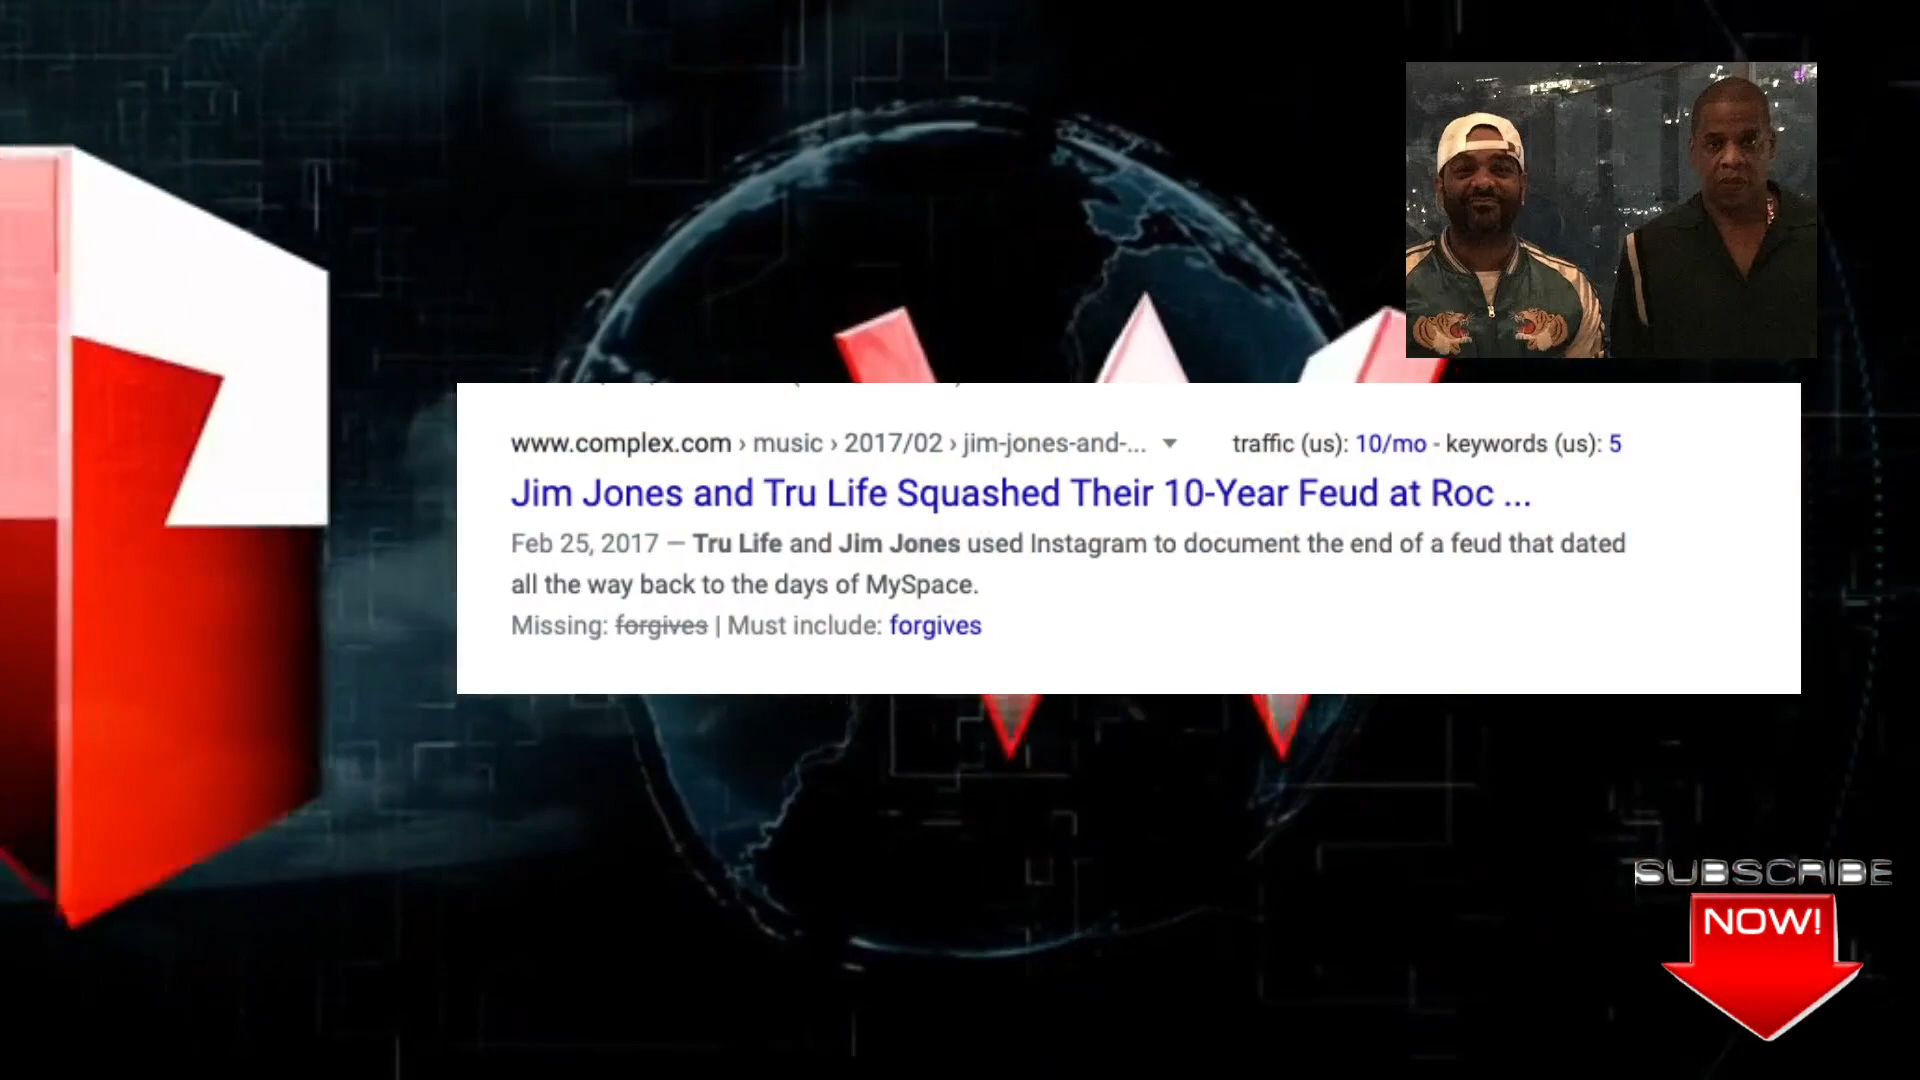 www.complex.com › music › 2017/02 › jim-jones-and-... traffic (us): 10/mo - keywords (us): 5
Jim Jones and Tru Life Squashed Their 10-Year Feud at Roc ...
Feb 25, 2017 — Tru Life and Jim Jones used Instagram to document the end of a feud that dated
all the way back to the days of MySpace.
Missing: forgives | Must include: forgives
SUBSCRIBE
NOW!